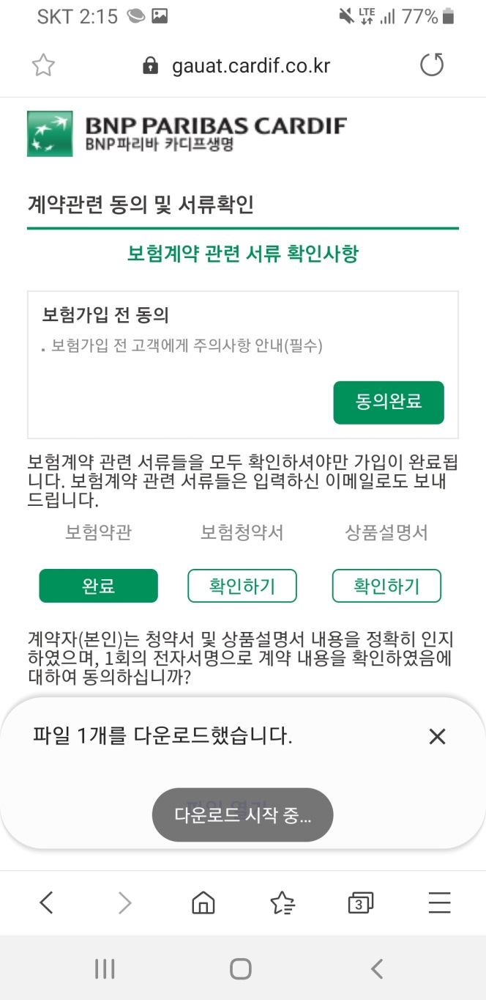 SKT 2:15 LTE 77%
gauat.cardif.co.kr
BNP PARIBAS CARDIF
BNP파리바 카디프생명
계약관련 동의 및 서류확인
보험계약 관련 서류 확인사항
보험가입 전 동의
. 보험가입 전 고객에게 주의사항 안내(필수)
동의완료
보험계약 관련 서류들을 모두 확인하셔야만 가입이 완료됩
니다. 보험계약 관련 서류들은 입력하신 이메일로도 보내
드립니다.
보험약관 보험청약서 상품설명서
완료 확인하기 확인하기
계약자(본인)는 청약서 및 상품설명서 내용을 정확히 인지
하였으며, 1회의 전자서명으로 계약 내용을 확인하였음에
대하여 동의하십니까?
파일 1개를 다운로드했습니다.
다운로드 시작 중...
3